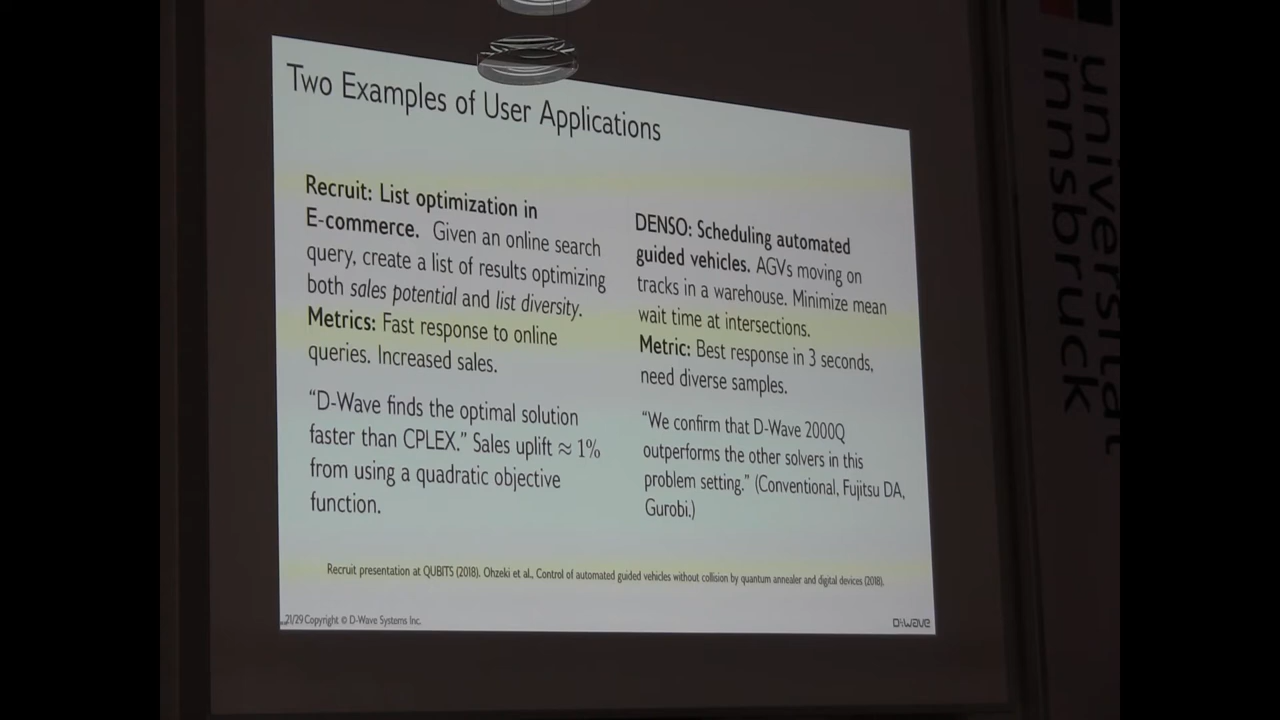 Two Examples of User Applications
Recruit: List optimization in
E-commerce. Given an online search
query, create a list of results optimizing
both sales potential and list diversity.
Metrics: Fast response to online
queries. Increased sales.
“D-Wave finds the optimal solution
faster than CPLEX.” Sales uplift ≈ 1%
from using a quadratic objective
function.
DENSO: Scheduling automated
guided vehicles. AGVs moving on
tracks in a warehouse. Minimize mean
wait time at intersections.
Metric: Best response in 3 seconds,
need diverse samples.
“We confirm that D-Wave 2000Q
outperforms the other solvers in this
problem setting.” (Conventional, Fujitsu DA,
Gurobi.)
Recruit presentation at QUBITS (2018). Ohzeki et al., Control of automated guided vehicles without collision by quantum annealer and digital devices (2018).
21/29 Copyright © D-Wave Systems Inc.
D:wave
universität
innsbruck